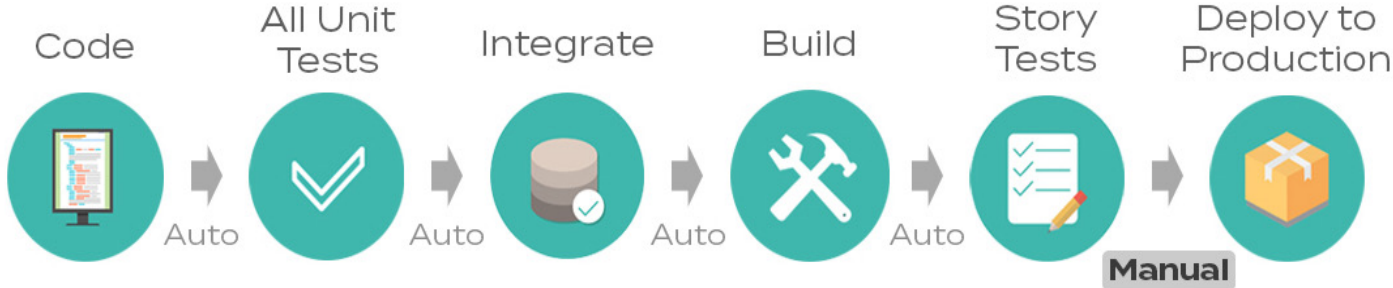 Code
All Unit
Tests
Integrate
Build
Story
Tests
Deploy to
Production
Auto
Auto
Auto
Auto
Manual